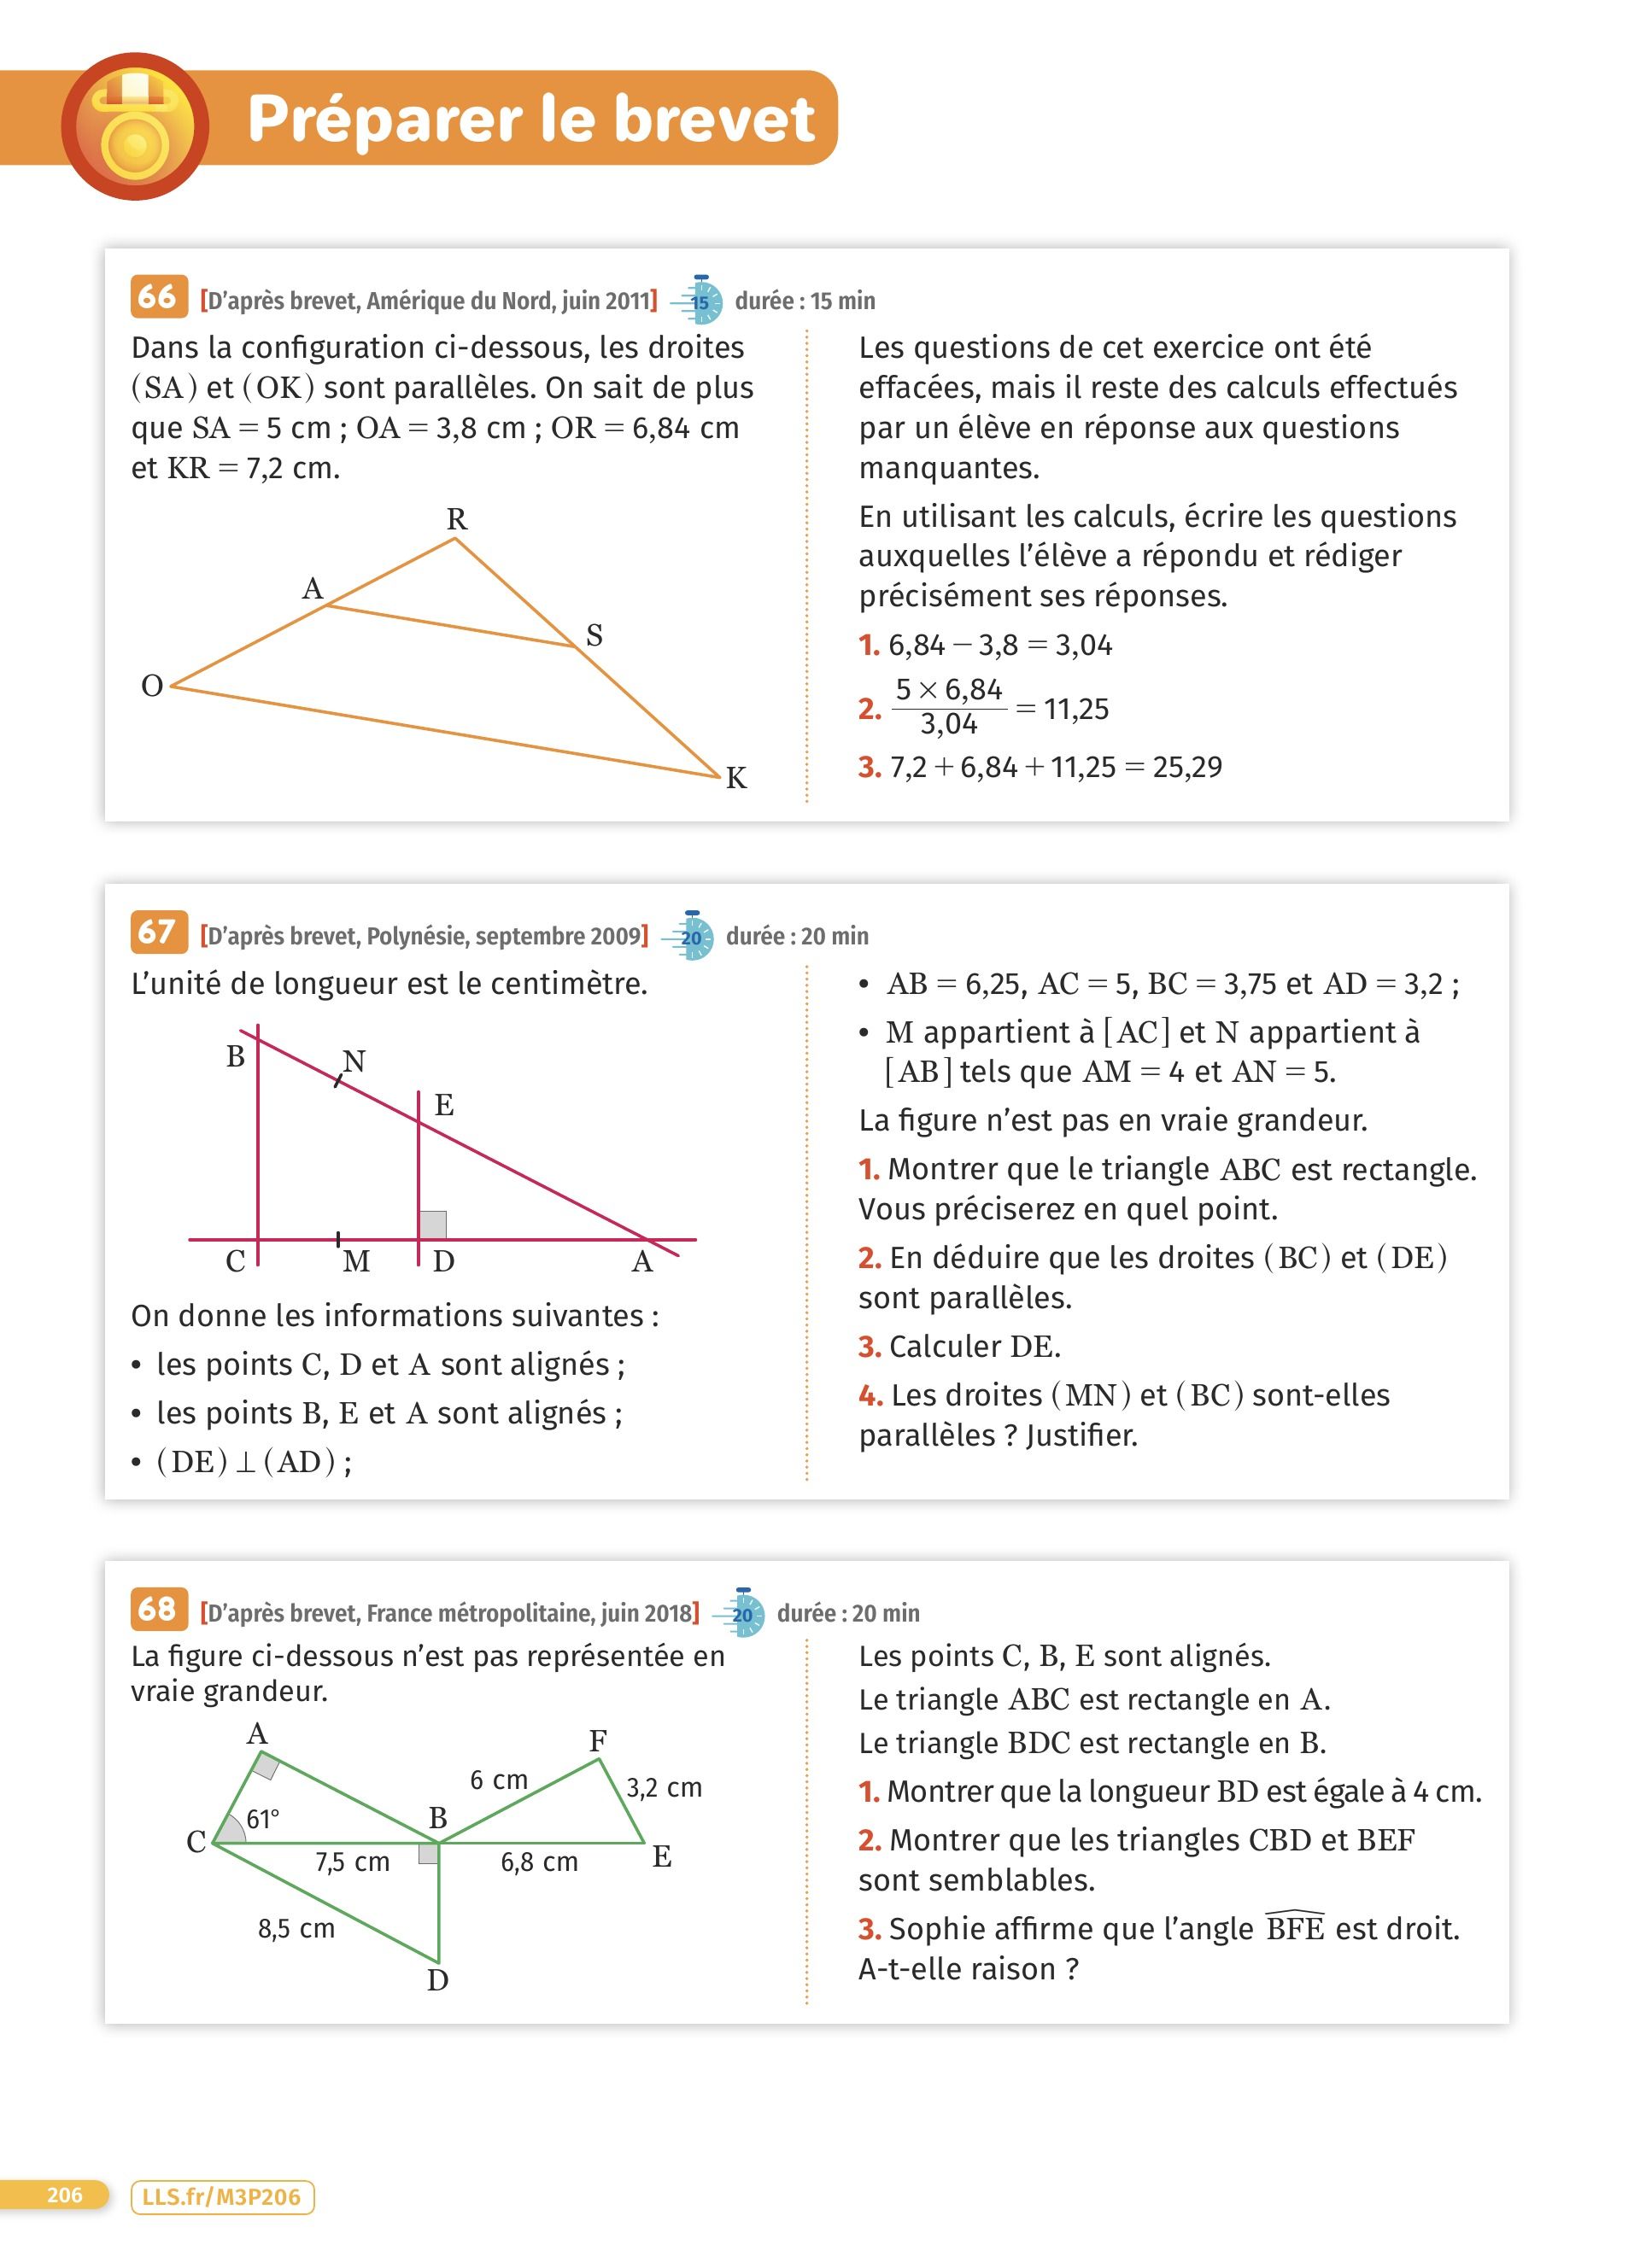 Préparer le brevet
66 [D'après brevet, Amérique du Nord, juin 2011] 15 durée : 15 min
Dans la configuration ci-dessous, les droites
(SA) et (OK) sont parallèles. On sait de plus
que SA = 5 cm ; OA = 3,8 cm ; OR = 6,84 cm
et KR = 7,2 cm.
R
A
S
O
K
Les questions de cet exercice ont été
effacées, mais il reste des calculs effectués
par un élève en réponse aux questions
manquantes.
En utilisant les calculs, écrire les questions
auxquelles l'élève a répondu et rédiger
précisément ses réponses.
1. 6,84 − 3,8 = 3,04
2. (5 × 6,84)/3,04 = 11,25
3. 7,2 + 6,84 + 11,25 = 25,29
67 [D'après brevet, Polynésie, septembre 2009] 20 durée : 20 min
L'unité de longueur est le centimètre.
B
N
E
C
M
D
A
On donne les informations suivantes :
• les points C, D et A sont alignés ;
• les points B, E et A sont alignés ;
• (DE) ⊥ (AD) ;
• AB = 6,25, AC = 5, BC = 3,75 et AD = 3,2 ;
• M appartient à [AC] et N appartient à
[AB] tels que AM = 4 et AN = 5.
La figure n'est pas en vraie grandeur.
1. Montrer que le triangle ABC est rectangle.
Vous préciserez en quel point.
2. En déduire que les droites (BC) et (DE)
sont parallèles.
3. Calculer DE.
4. Les droites (MN) et (BC) sont-elles
parallèles ? Justifier.
68 [D'après brevet, France métropolitaine, juin 2018] 20 durée : 20 min
La figure ci-dessous n'est pas représentée en
vraie grandeur.
A
F
6 cm
3,2 cm
61°
B
C
7,5 cm
6,8 cm
E
8,5 cm
D
Les points C, B, E sont alignés.
Le triangle ABC est rectangle en A.
Le triangle BDC est rectangle en B.
1. Montrer que la longueur BD est égale à 4 cm.
2. Montrer que les triangles CBD et BEF
sont semblables.
3. Sophie affirme que l'angle BFE est droit.
A-t-elle raison ?
206
LLS.fr/M3P206